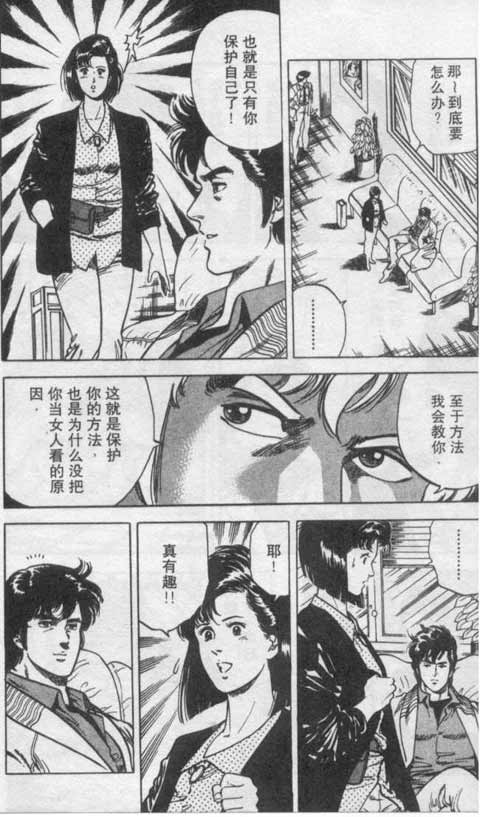 那～到底要
怎么办？
…………
也就是只有你
保护自己了！
至于方法
我会教你．
这就是保护
你的方法，
也是为什么没把
你当女人看的原
因．
…………
耶！
真有趣!!